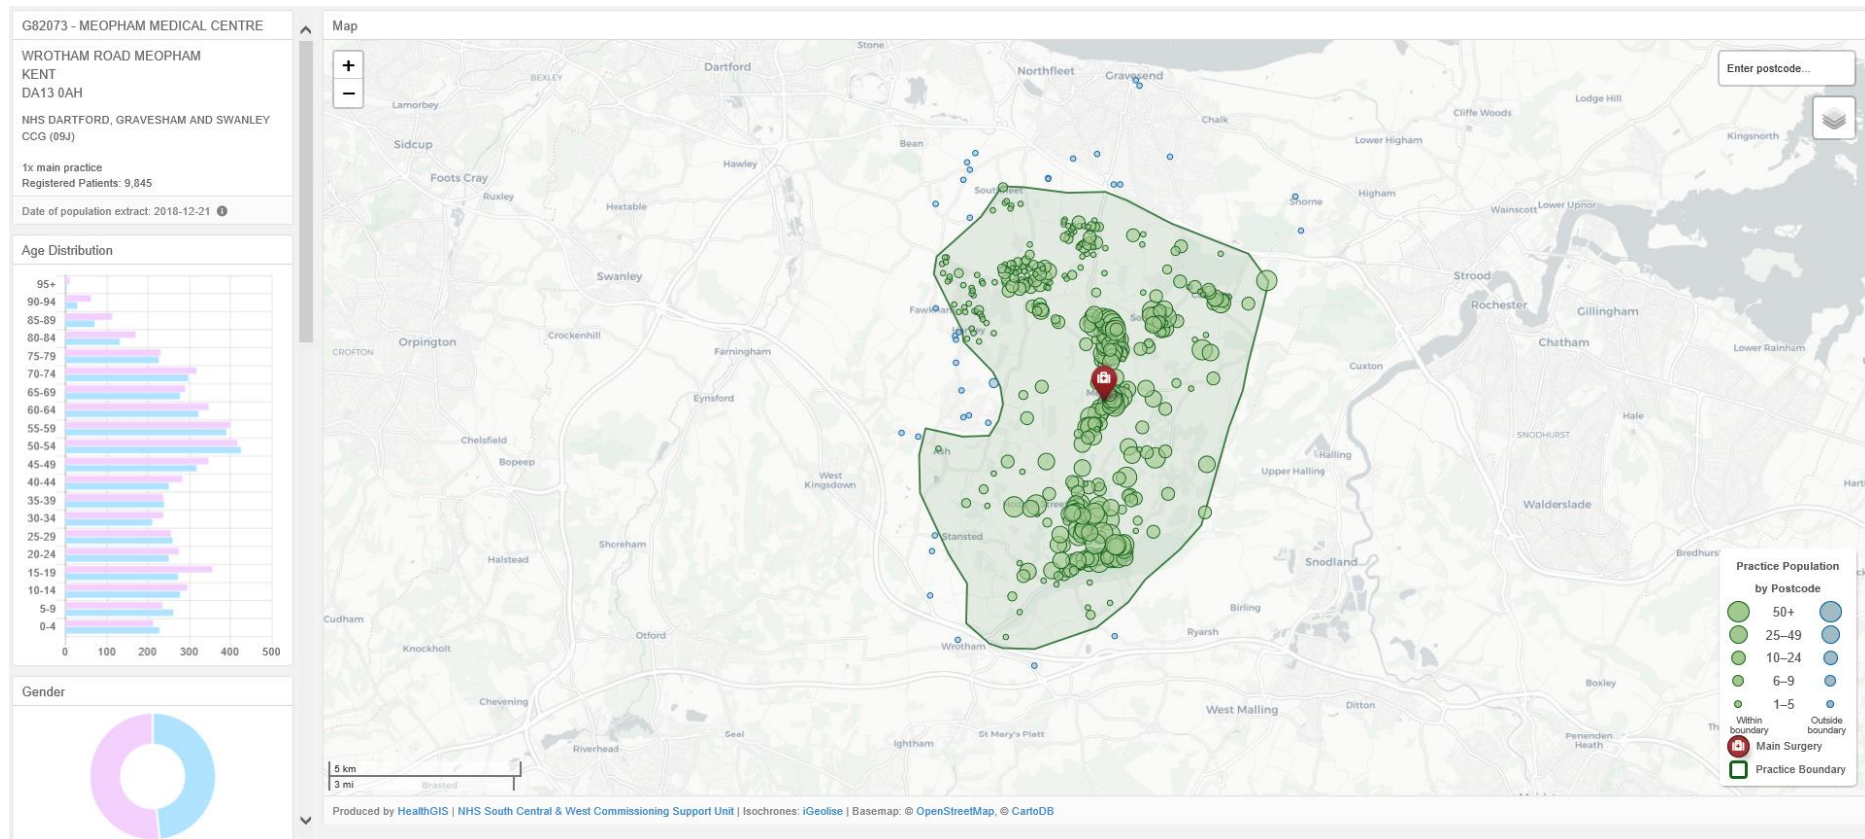 G82073 - MEOPHAM MEDICAL CENTRE
WROTHAM ROAD MEOPHAM
KENT
DA13 0AH
NHS DARTFORD, GRAVESHAM AND SWANLEY
CCG (09J)
1x main practice
Registered Patients: 9,845
Date of population extract: 2018-12-21
Age Distribution
95+
90-94
85-89
80-84
75-79
70-74
65-69
60-64
55-59
50-54
45-49
40-44
35-39
30-34
25-29
20-24
15-19
10-14
5-9
0-4
0 100 200 300 400 500
Gender
Map
+
−
Enter postcode...
Stone
Dartford
BEXLEY
Northfleet
Gravesend
Lamorbey
Lodge Hill
Cliffe Woods
Chalk
Kingsnorth
Sidcup
Bean
Lower Higham
Hawley
Foots Cray
Ruxley
Higham
Shorne
Hextable
Wainscott
Lower Upnor
Swanley
Strood
Rochester
Gillingham
Crockenhill
Orpington
Chatham
CROFTON
Farningham
Lower Rainham
Cuxton
Eynsford
Hale
Chelsfield
SNODHURST
Halling
Bopeep
Upper Halling
West
Kingsdown
Ash
Walderslade
Stansted
Shoreham
Halstead
Snodland
Birling
Cudham
Otford
Ryarsh
Knockholt
Wrotham
Boxley
Chevening
West Malling
Ditton
Seal
St Mary's Platt
Penenden
Heath
Riverhead
Ightham
Brasted
5 km
3 mi
Practice Population
by Postcode
50+
25–49
10–24
6–9
1–5
Within
boundary
Outside
boundary
Main Surgery
Practice Boundary
Produced by HealthGIS | NHS South Central & West Commissioning Support Unit | Isochrones: iGeolise | Basemap: © OpenStreetMap, © CartoDB